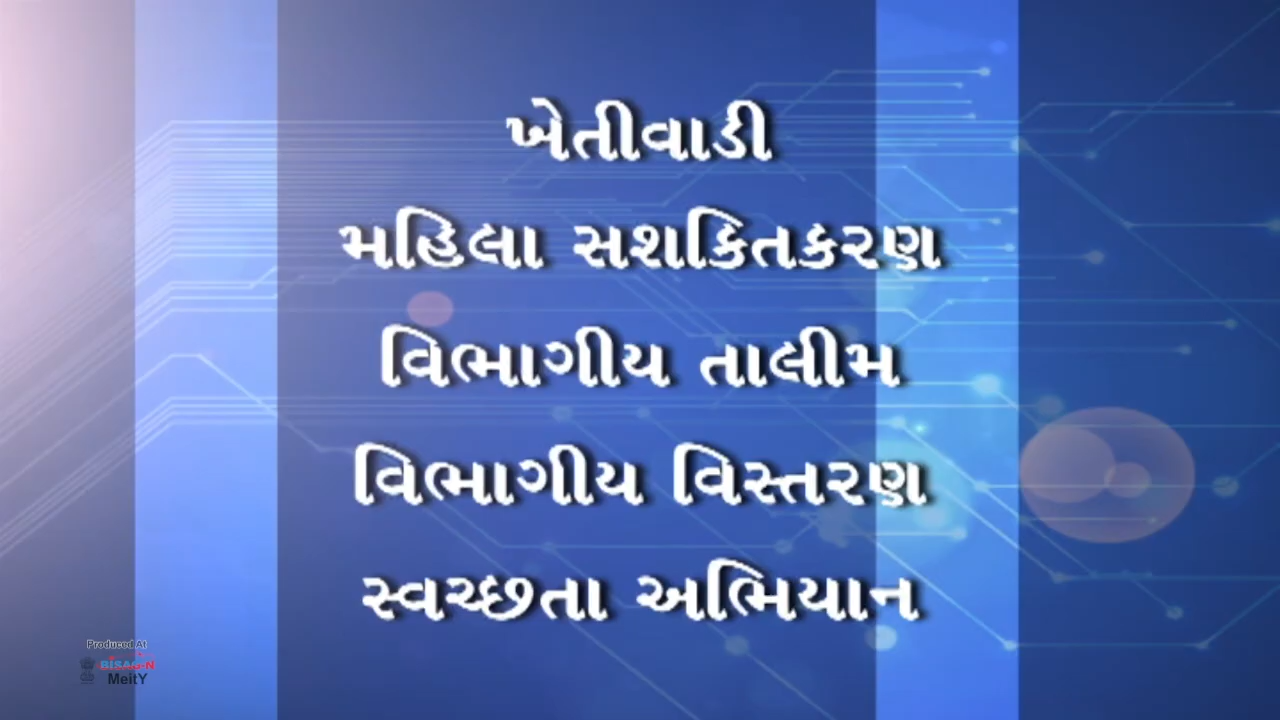 ખેતીવાડી
મહિલા સશકિતકરણ
વિભાગીય તાલીમ
વિભાગીય વિસ્તરણ
સ્વચ્છતા અભિયાન
Produced At
BISAG-N
MeitY